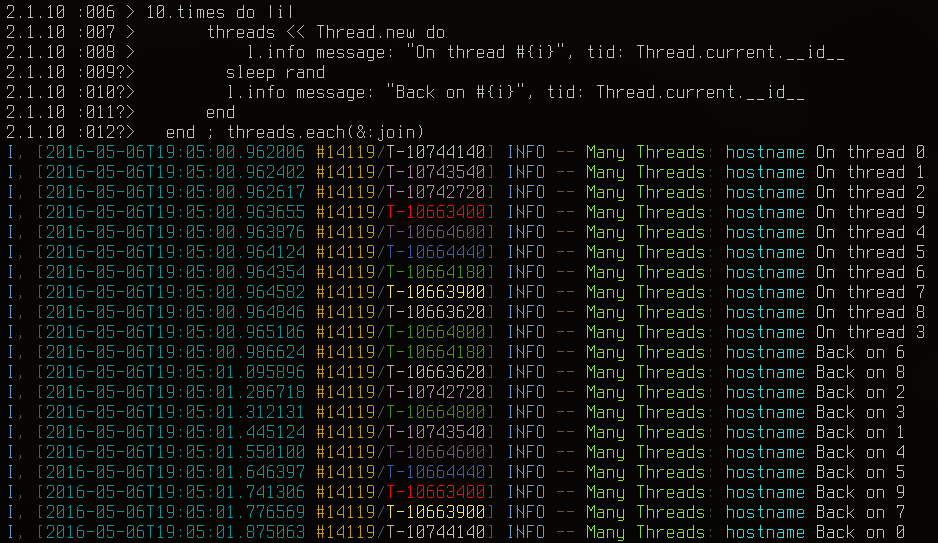 2.1.10 :006 > 10.times do |i|
2.1.10 :007 >       threads << Thread.new do
2.1.10 :008 >           l.info message: "On thread #{i}", tid: Thread.current.__id__
2.1.10 :009?>         sleep rand
2.1.10 :010?>         l.info message: "Back on #{i}", tid: Thread.current.__id__
2.1.10 :011?>       end
2.1.10 :012?>   end ; threads.each(&:join)
I, [2016-05-06T19:05:00.962006 #14119/T-10744140] INFO -- Many Threads: hostname On thread 0
I, [2016-05-06T19:05:00.962402 #14119/T-10743540] INFO -- Many Threads: hostname On thread 1
I, [2016-05-06T19:05:00.962617 #14119/T-10742720] INFO -- Many Threads: hostname On thread 2
I, [2016-05-06T19:05:00.963655 #14119/T-10663400] INFO -- Many Threads: hostname On thread 9
I, [2016-05-06T19:05:00.963876 #14119/T-10664600] INFO -- Many Threads: hostname On thread 4
I, [2016-05-06T19:05:00.964124 #14119/T-10664440] INFO -- Many Threads: hostname On thread 5
I, [2016-05-06T19:05:00.964354 #14119/T-10664180] INFO -- Many Threads: hostname On thread 6
I, [2016-05-06T19:05:00.964582 #14119/T-10663900] INFO -- Many Threads: hostname On thread 7
I, [2016-05-06T19:05:00.964846 #14119/T-10663620] INFO -- Many Threads: hostname On thread 8
I, [2016-05-06T19:05:00.965106 #14119/T-10664800] INFO -- Many Threads: hostname On thread 3
I, [2016-05-06T19:05:00.986624 #14119/T-10664180] INFO -- Many Threads: hostname Back on 6
I, [2016-05-06T19:05:01.095896 #14119/T-10663620] INFO -- Many Threads: hostname Back on 8
I, [2016-05-06T19:05:01.286718 #14119/T-10742720] INFO -- Many Threads: hostname Back on 2
I, [2016-05-06T19:05:01.312131 #14119/T-10664800] INFO -- Many Threads: hostname Back on 3
I, [2016-05-06T19:05:01.445124 #14119/T-10743540] INFO -- Many Threads: hostname Back on 1
I, [2016-05-06T19:05:01.550100 #14119/T-10664600] INFO -- Many Threads: hostname Back on 4
I, [2016-05-06T19:05:01.646397 #14119/T-10664440] INFO -- Many Threads: hostname Back on 5
I, [2016-05-06T19:05:01.741306 #14119/T-10663400] INFO -- Many Threads: hostname Back on 9
I, [2016-05-06T19:05:01.776569 #14119/T-10663900] INFO -- Many Threads: hostname Back on 7
I, [2016-05-06T19:05:01.875063 #14119/T-10744140] INFO -- Many Threads: hostname Back on 0